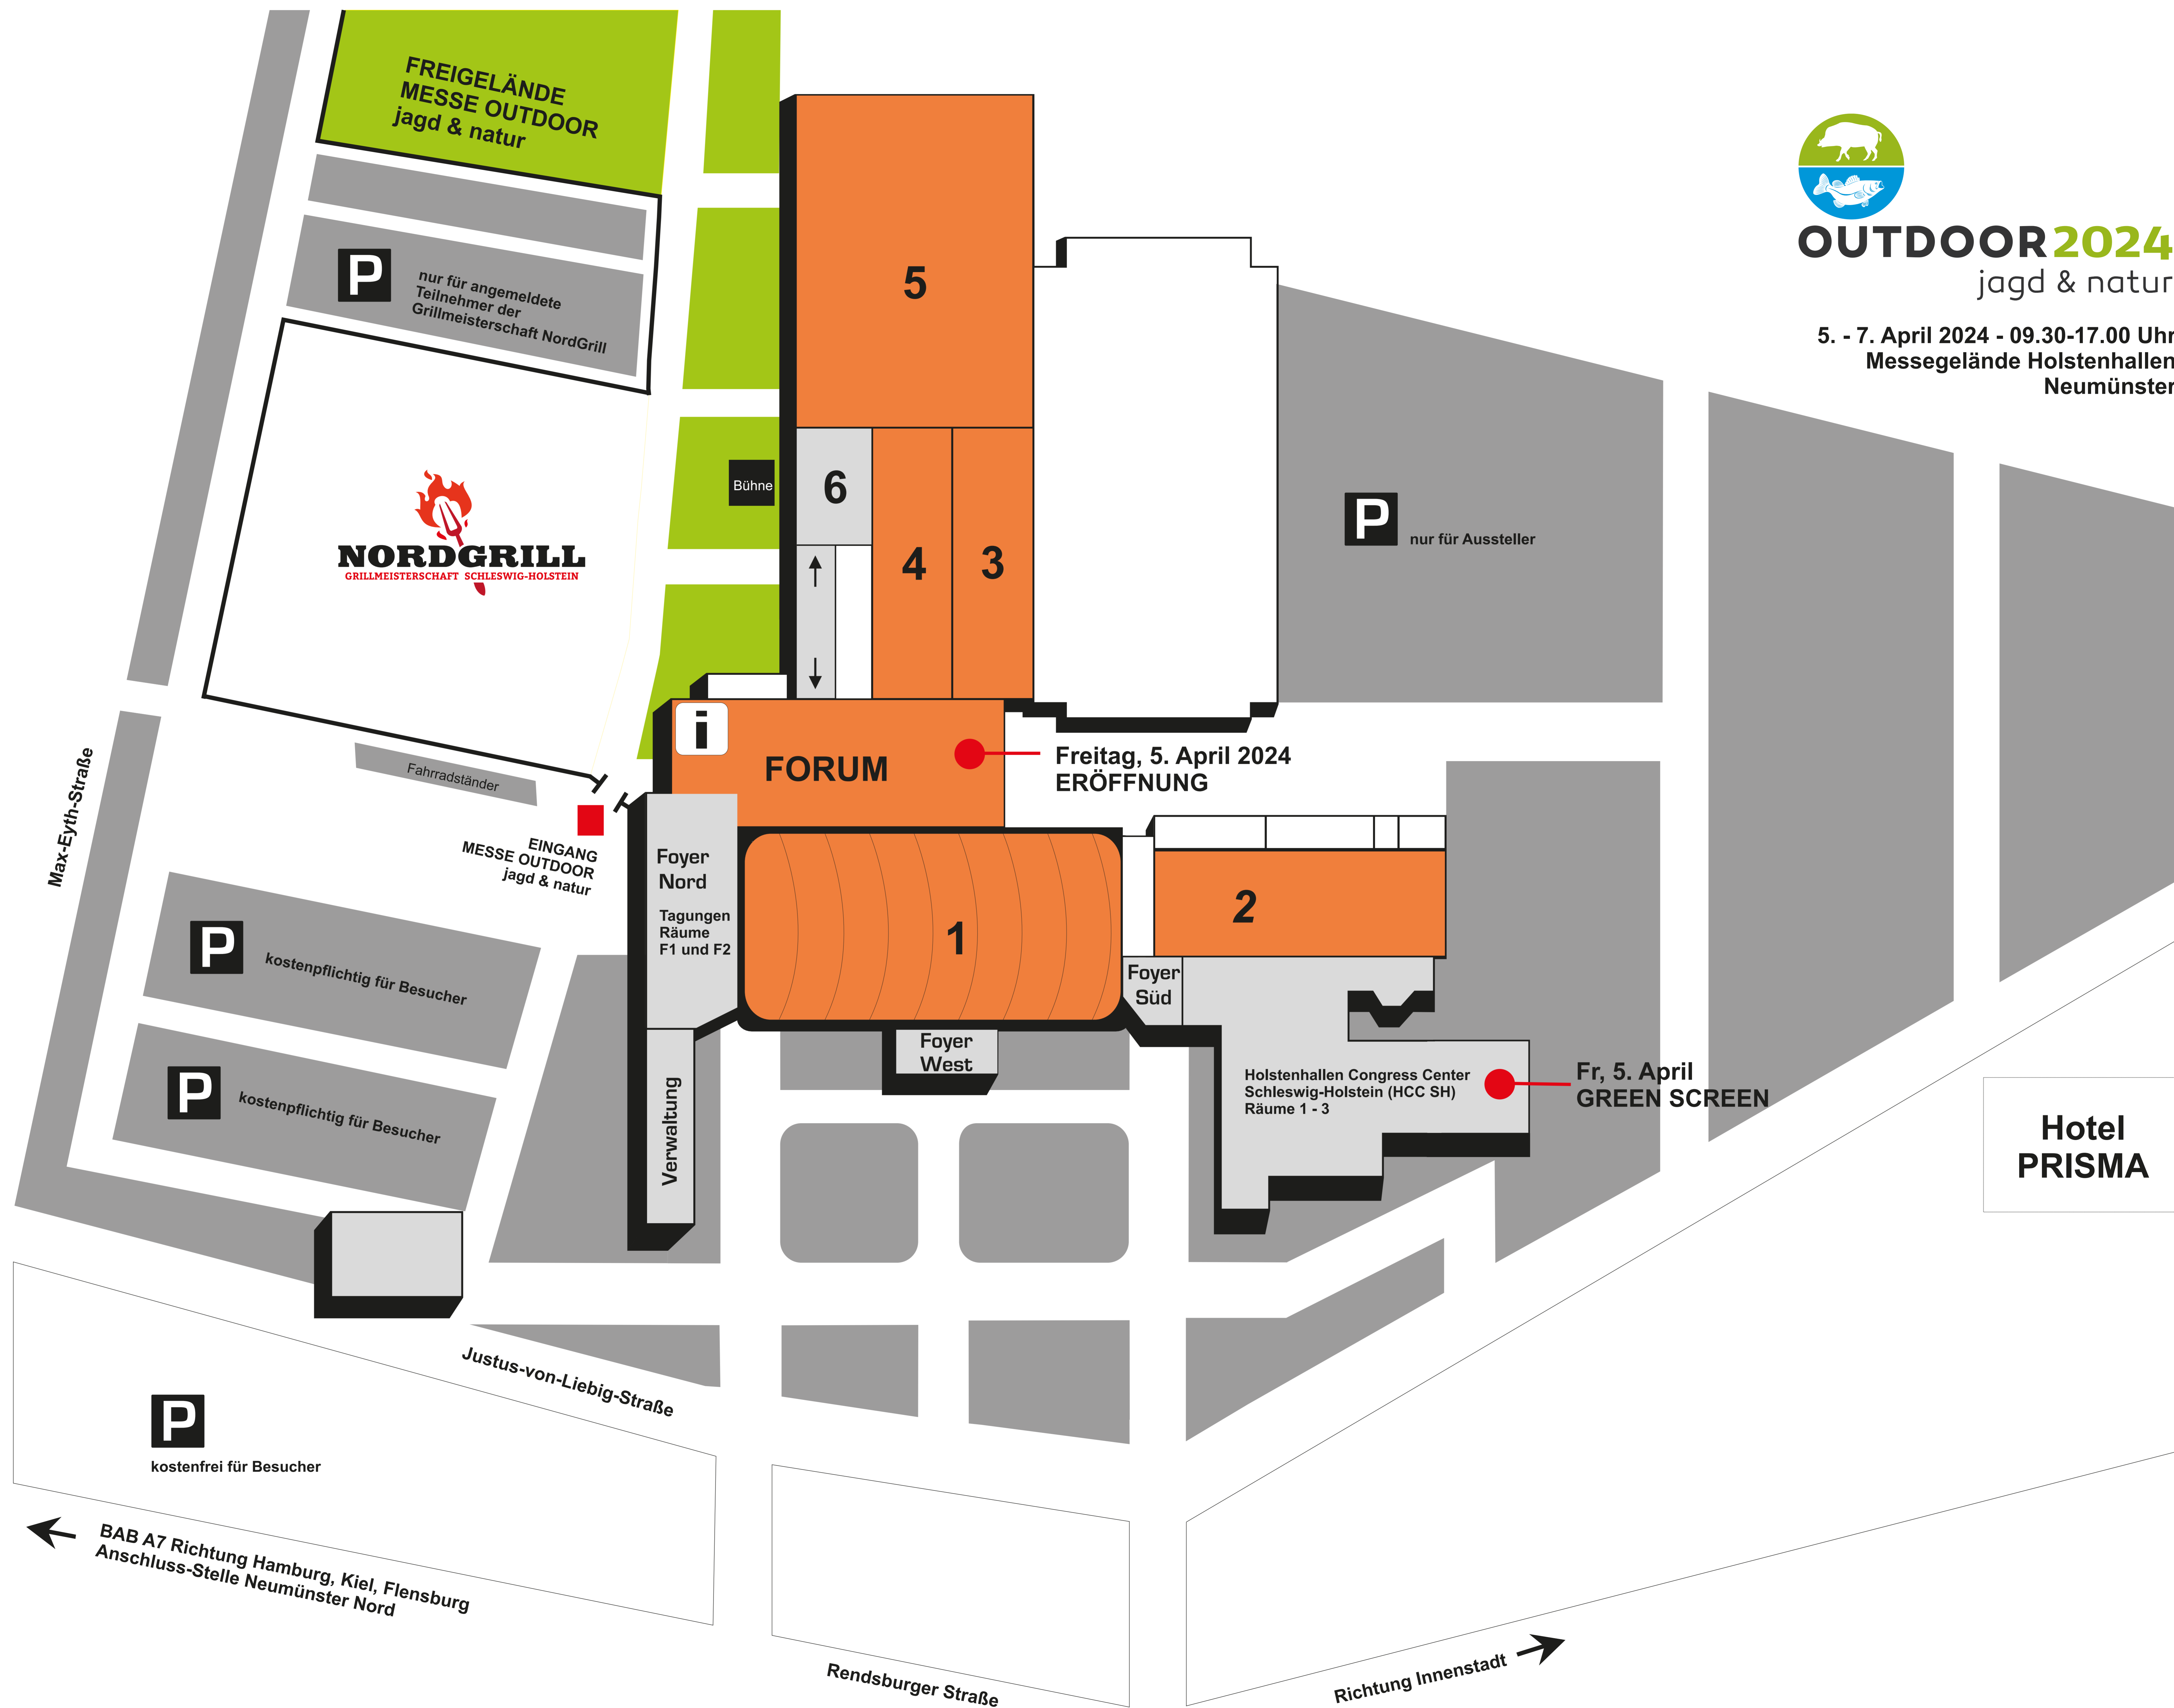 FREIGELÄNDE
MESSE OUTDOOR
jagd & natur
OUTDOOR 2024
jagd & natur
5. - 7. April 2024 - 09.30-17.00 Uhr
Messegelände Holstenhallen
Neumünster
P
nur für angemeldete
Teilnehmer der
Grillmeisterschaft NordGrill
5
6
4
3
Bühne
P
nur für Aussteller
NORDGRILL
GRILLMEISTERSCHAFT SCHLESWIG-HOLSTEIN
i
FORUM
Freitag, 5. April 2024
ERÖFFNUNG
Max-Eyth-Straße
Fahrradständer
EINGANG
MESSE OUTDOOR
jagd & natur
Foyer
Nord
Tagungen
Räume
F1 und F2
1
2
Foyer
Süd
Foyer
West
Verwaltung
P
kostenpflichtig für Besucher
P
kostenpflichtig für Besucher
Holstenhallen Congress Center
Schleswig-Holstein (HCC SH)
Räume 1 - 3
Fr, 5. April
GREEN SCREEN
Hotel
PRISMA
Justus-von-Liebig-Straße
P
kostenfrei für Besucher
BAB A7 Richtung Hamburg, Kiel, Flensburg
Anschluss-Stelle Neumünster Nord
Rendsburger Straße
Richtung Innenstadt